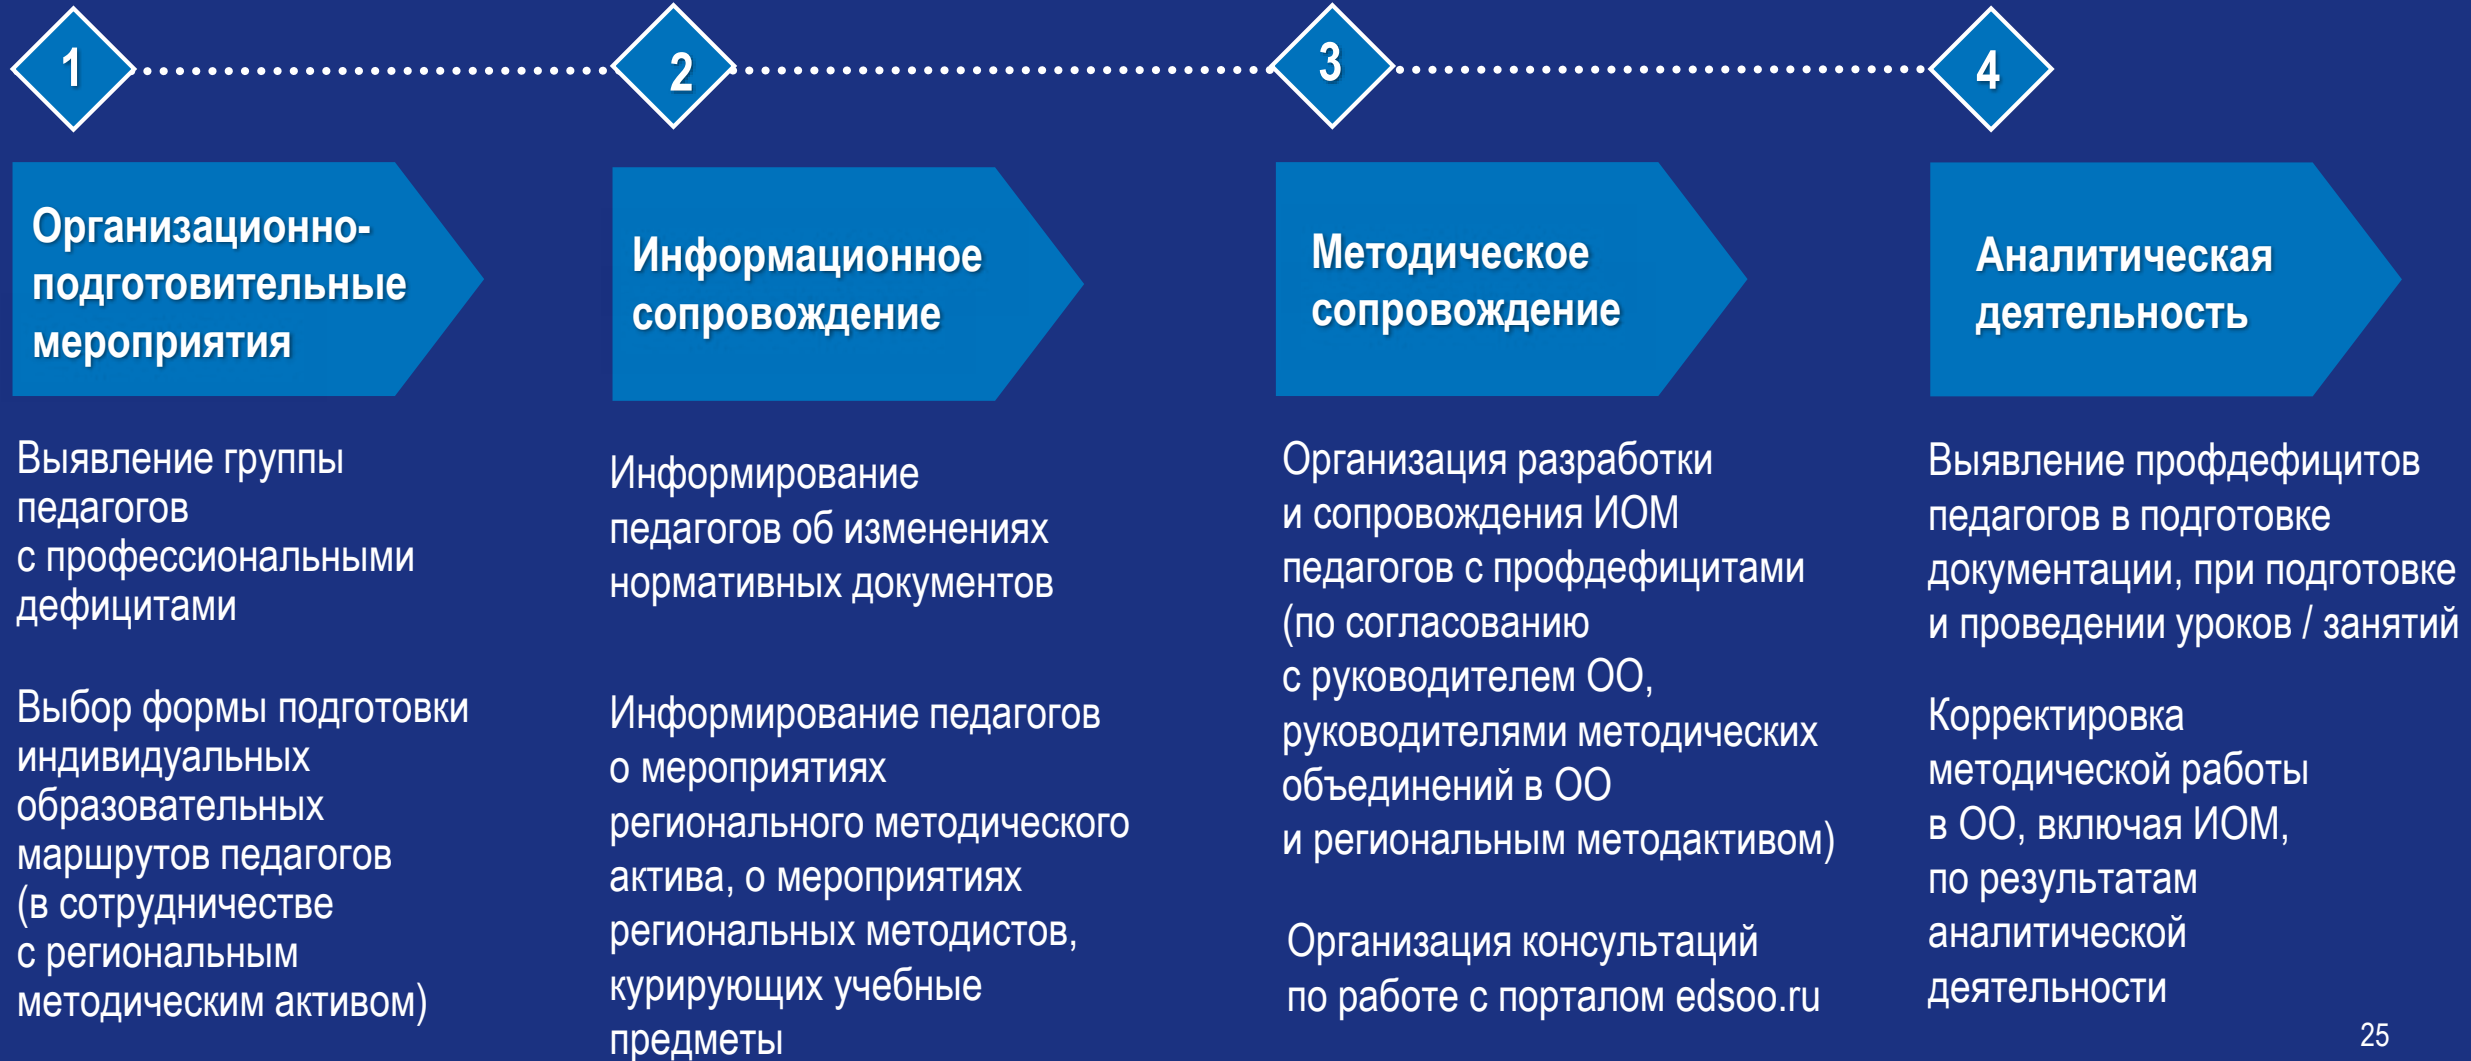 1
2
3
4
Организационно-
подготовительные
мероприятия
Выявление группы
педагогов
с профессиональными
дефицитами
Выбор формы подготовки
индивидуальных
образовательных
маршрутов педагогов
(в сотрудничестве
с региональным
методическим активом)
Информационное
сопровождение
Информирование
педагогов об изменениях
нормативных документов
Информирование педагогов
о мероприятиях
регионального методического
актива, о мероприятиях
региональных методистов,
курирующих учебные
предметы
Методическое
сопровождение
Организация разработки
и сопровождения ИОМ
педагогов с профдефицитами
(по согласованию
с руководителем ОО,
руководителями методических
объединений в ОО
и региональным методактивом)
Организация консультаций
по работе с порталом edsoo.ru
Аналитическая
деятельность
Выявление профдефицитов
педагогов в подготовке
документации, при подготовке
и проведении уроков / занятий
Корректировка
методической работы
в ОО, включая ИОМ,
по результатам
аналитической
деятельности
25